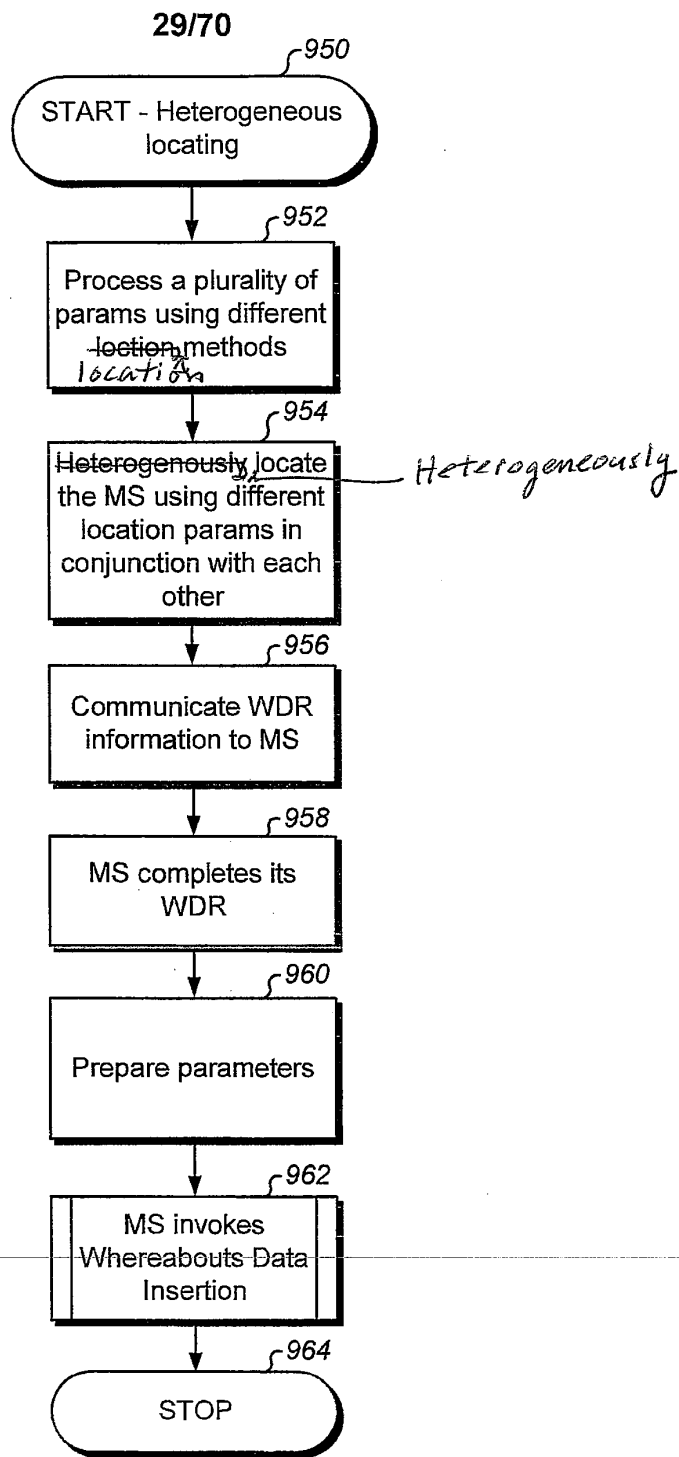 29/70
950
START - Heterogeneous
locating
952
Process a plurality of
params using different
loction methods
location
954
Heterogenously locate
Heterogeneously
the MS using different
location params in
conjunction with each
other
956
Communicate WDR
information to MS
958
MS completes its
WDR
960
Prepare parameters
962
MS invokes
Whereabouts Data
Insertion
964
STOP